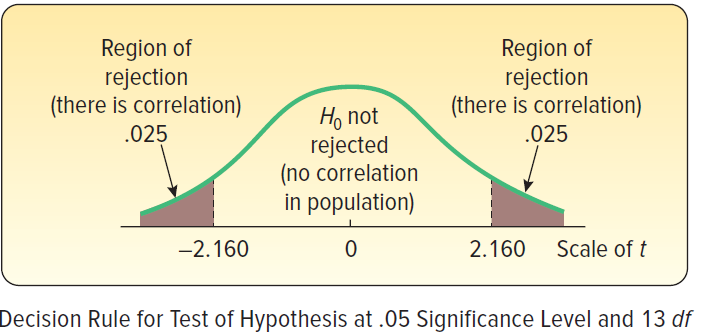 Region of
rejection
(there is correlation)
.025
H0 not
rejected
(no correlation
in population)
Region of
rejection
(there is correlation)
.025
–2.160
0
2.160
Scale of t
Decision Rule for Test of Hypothesis at .05 Significance Level and 13 df